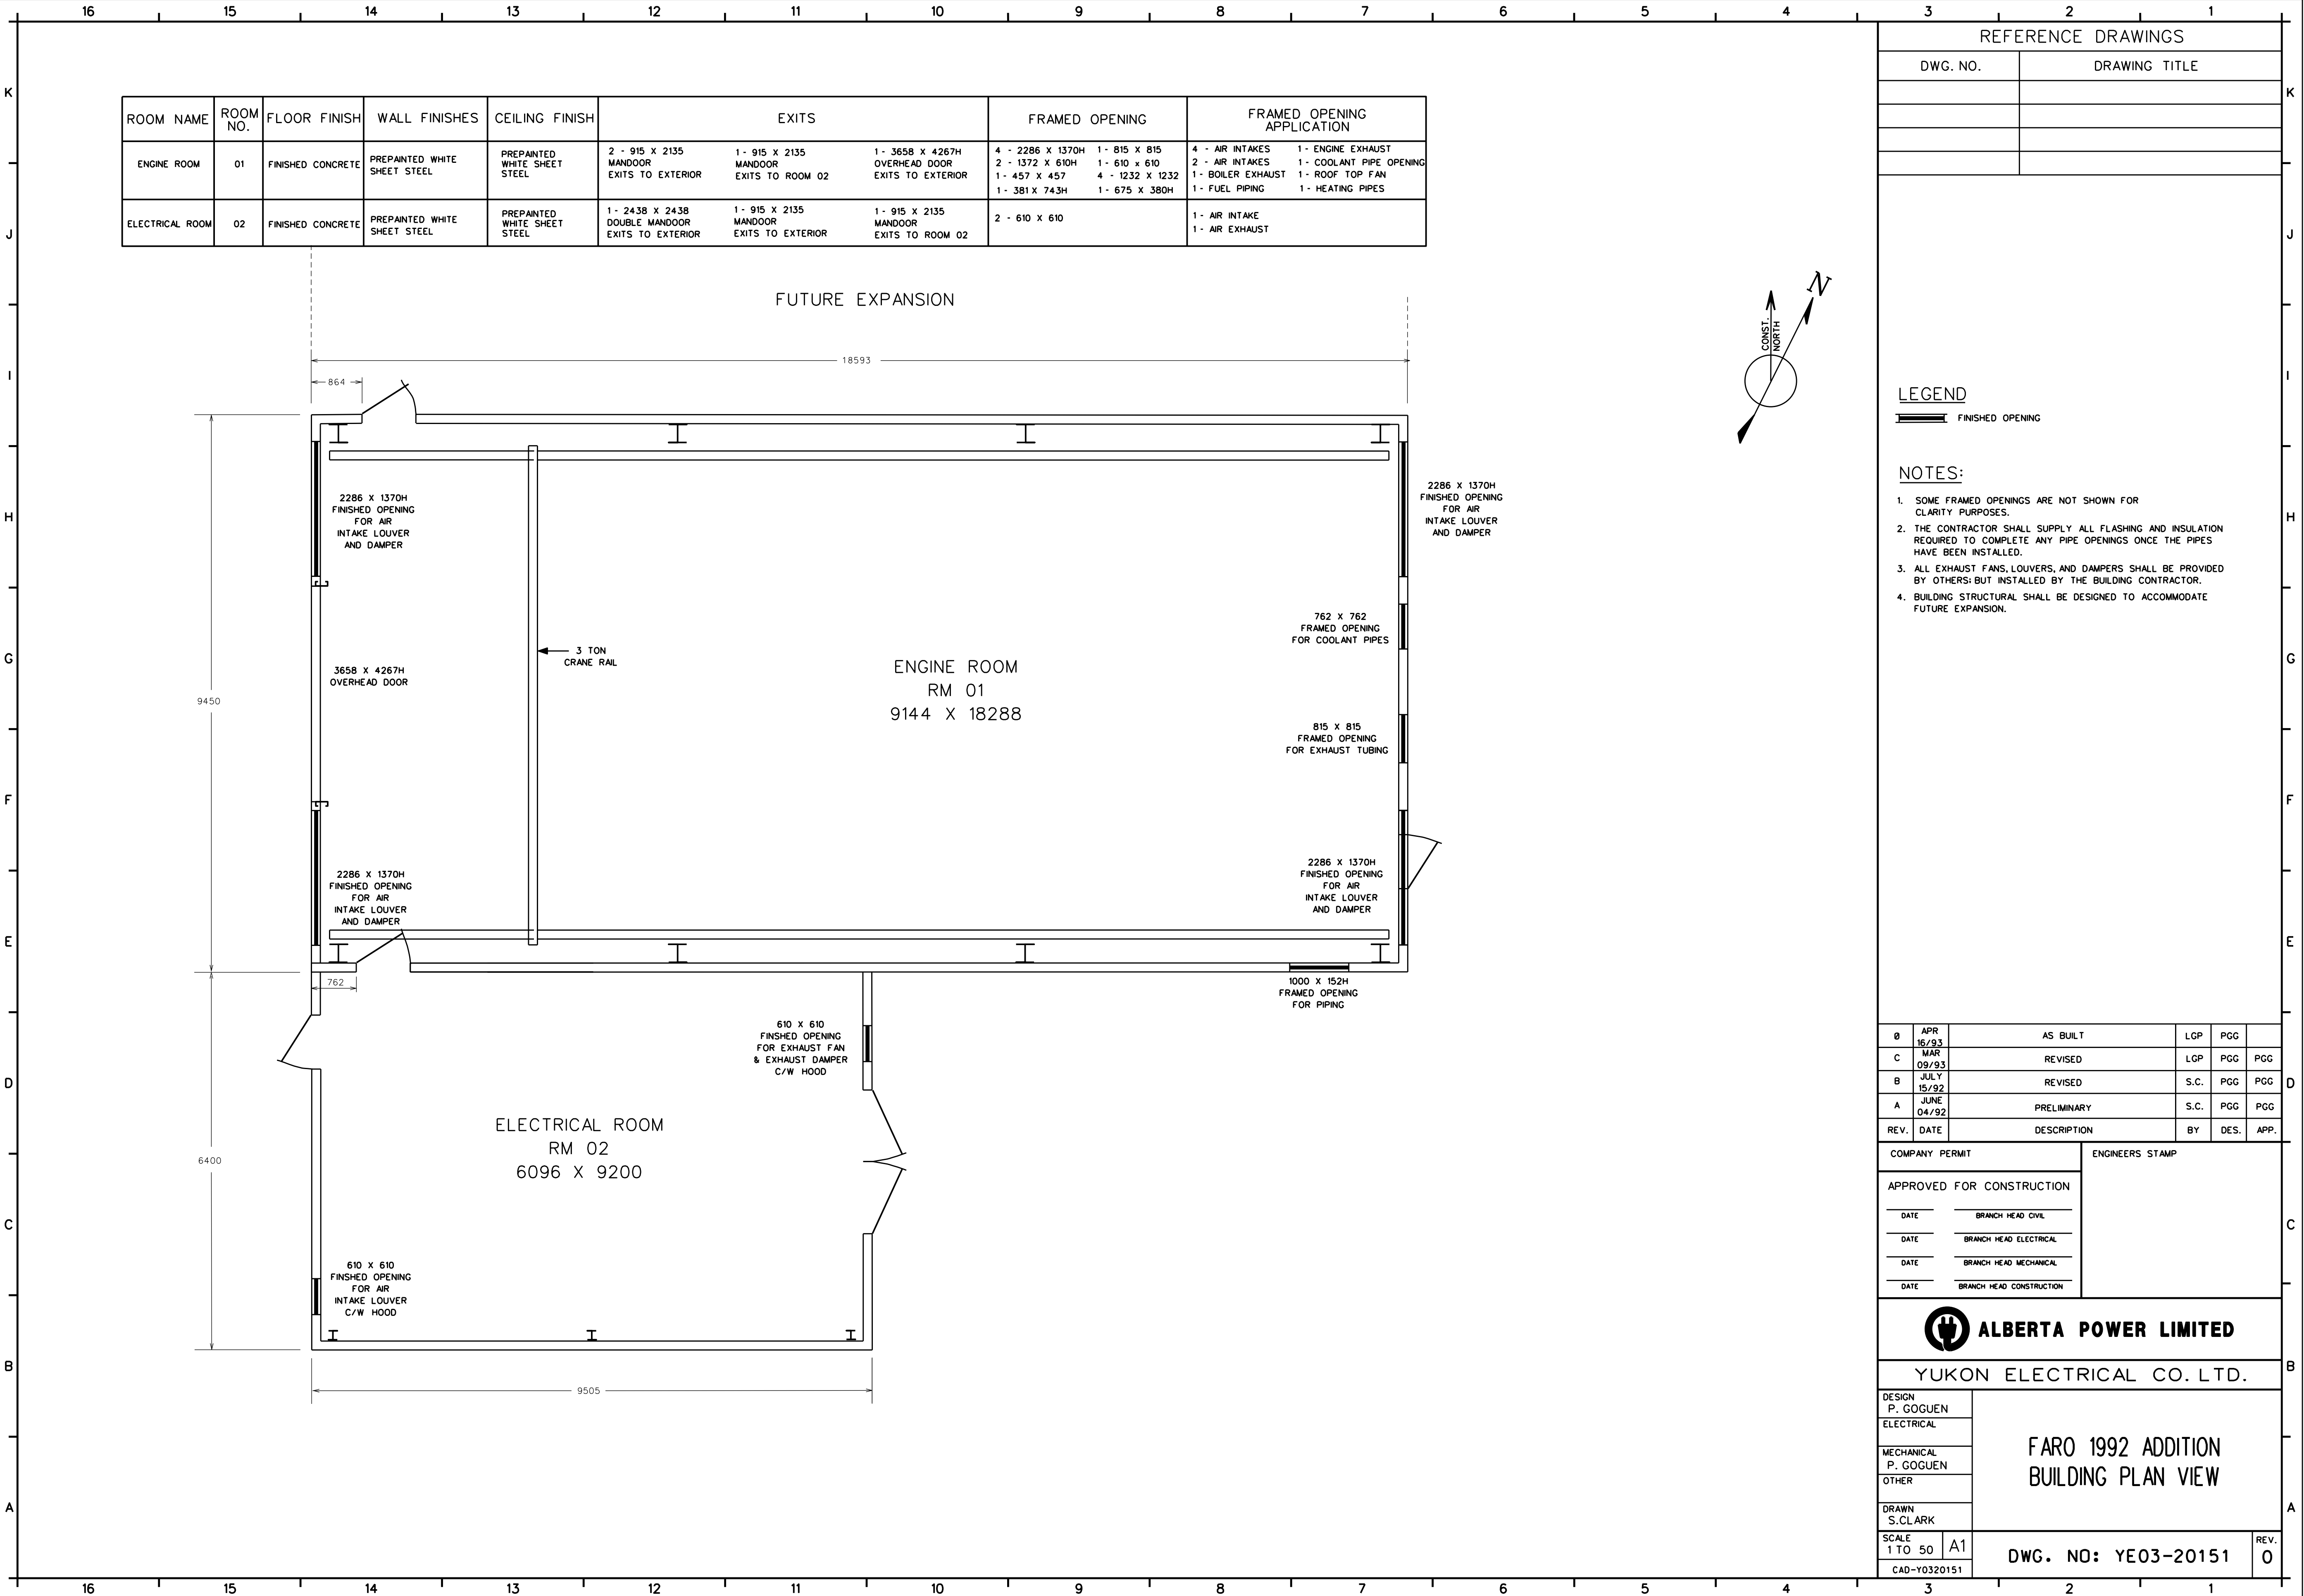 16 15 14 13 12 11 10 9 8 7 6 5 4 3 2 1
K
J
I
H
G
F
E
D
C
B
A
ROOM NAME
ROOM NO.
FLOOR FINISH
WALL FINISHES
CEILING FINISH
EXITS
FRAMED OPENING
FRAMED OPENING
APPLICATION
ENGINE ROOM
01
FINISHED CONCRETE
PREPAINTED WHITE
SHEET STEEL
PREPAINTED
WHITE SHEET
STEEL
2 - 915 X 2135
MANDOOR
EXITS TO EXTERIOR
1 - 915 X 2135
MANDOOR
EXITS TO ROOM 02
1 - 3658 X 4267H
OVERHEAD DOOR
EXITS TO EXTERIOR
4 - 2286 X 1370H
2 - 1372 X 610H
1 - 457 X 457
1 - 381 X 743H
1 - 815 X 815
1 - 610 x 610
4 - 1232 X 1232
1 - 675 X 380H
4 - AIR INTAKES
2 - AIR INTAKES
1 - BOILER EXHAUST
1 - FUEL PIPING
1 - ENGINE EXHAUST
1 - COOLANT PIPE OPENING
1 - ROOF TOP FAN
1 - HEATING PIPES
ELECTRICAL ROOM
02
FINISHED CONCRETE
PREPAINTED WHITE
SHEET STEEL
PREPAINTED
WHITE SHEET
STEEL
1 - 2438 X 2438
DOUBLE MANDOOR
EXITS TO EXTERIOR
1 - 915 X 2135
MANDOOR
EXITS TO EXTERIOR
1 - 915 X 2135
MANDOOR
EXITS TO ROOM 02
2 - 610 X 610
1 - AIR INTAKE
1 - AIR EXHAUST
FUTURE EXPANSION
CONST.
NORTH
N
18593
864
9450
2286 X 1370H
FINISHED OPENING
FOR AIR
INTAKE LOUVER
AND DAMPER
2286 X 1370H
FINISHED OPENING
FOR AIR
INTAKE LOUVER
AND DAMPER
762 X 762
FRAMED OPENING
FOR COOLANT PIPES
3 TON
CRANE RAIL
3658 X 4267H
OVERHEAD DOOR
ENGINE ROOM
RM 01
9144 X 18288
815 X 815
FRAMED OPENING
FOR EXHAUST TUBING
2286 X 1370H
FINISHED OPENING
FOR AIR
INTAKE LOUVER
AND DAMPER
2286 X 1370H
FINISHED OPENING
FOR AIR
INTAKE LOUVER
AND DAMPER
762
1000 X 152H
FRAMED OPENING
FOR PIPING
610 X 610
FINSHED OPENING
FOR EXHAUST FAN
& EXHAUST DAMPER
C/W HOOD
6400
ELECTRICAL ROOM
RM 02
6096 X 9200
610 X 610
FINSHED OPENING
FOR AIR
INTAKE LOUVER
C/W HOOD
9505
REFERENCE DRAWINGS
DWG. NO. DRAWING TITLE
LEGEND
FINISHED OPENING
NOTES:
1. SOME FRAMED OPENINGS ARE NOT SHOWN FOR
CLARITY PURPOSES.
2. THE CONTRACTOR SHALL SUPPLY ALL FLASHING AND INSULATION
REQUIRED TO COMPLETE ANY PIPE OPENINGS ONCE THE PIPES
HAVE BEEN INSTALLED.
3. ALL EXHAUST FANS, LOUVERS, AND DAMPERS SHALL BE PROVIDED
BY OTHERS; BUT INSTALLED BY THE BUILDING CONTRACTOR.
4. BUILDING STRUCTURAL SHALL BE DESIGNED TO ACCOMMODATE
FUTURE EXPANSION.
0 APR 16/93 AS BUILT LGP PGG
C MAR 09/93 REVISED LGP PGG PGG
B JULY 15/92 REVISED S.C. PGG PGG
A JUNE 04/92 PRELIMINARY S.C. PGG PGG
REV. DATE DESCRIPTION BY DES. APP.
COMPANY PERMIT
ENGINEERS STAMP
APPROVED FOR CONSTRUCTION
DATE BRANCH HEAD CIVIL
DATE BRANCH HEAD ELECTRICAL
DATE BRANCH HEAD MECHANICAL
DATE BRANCH HEAD CONSTRUCTION
ALBERTA POWER LIMITED
YUKON ELECTRICAL CO. LTD.
DESIGN
P. GOGUEN
ELECTRICAL
MECHANICAL
P. GOGUEN
OTHER
DRAWN
S.CLARK
FARO 1992 ADDITION
BUILDING PLAN VIEW
SCALE
1 TO 50
A1
CAD-Y0320151
DWG. NO: YE03-20151
REV.
0
K
J
I
H
G
F
E
D
C
B
A
16 15 14 13 12 11 10 9 8 7 6 5 4 3 2 1